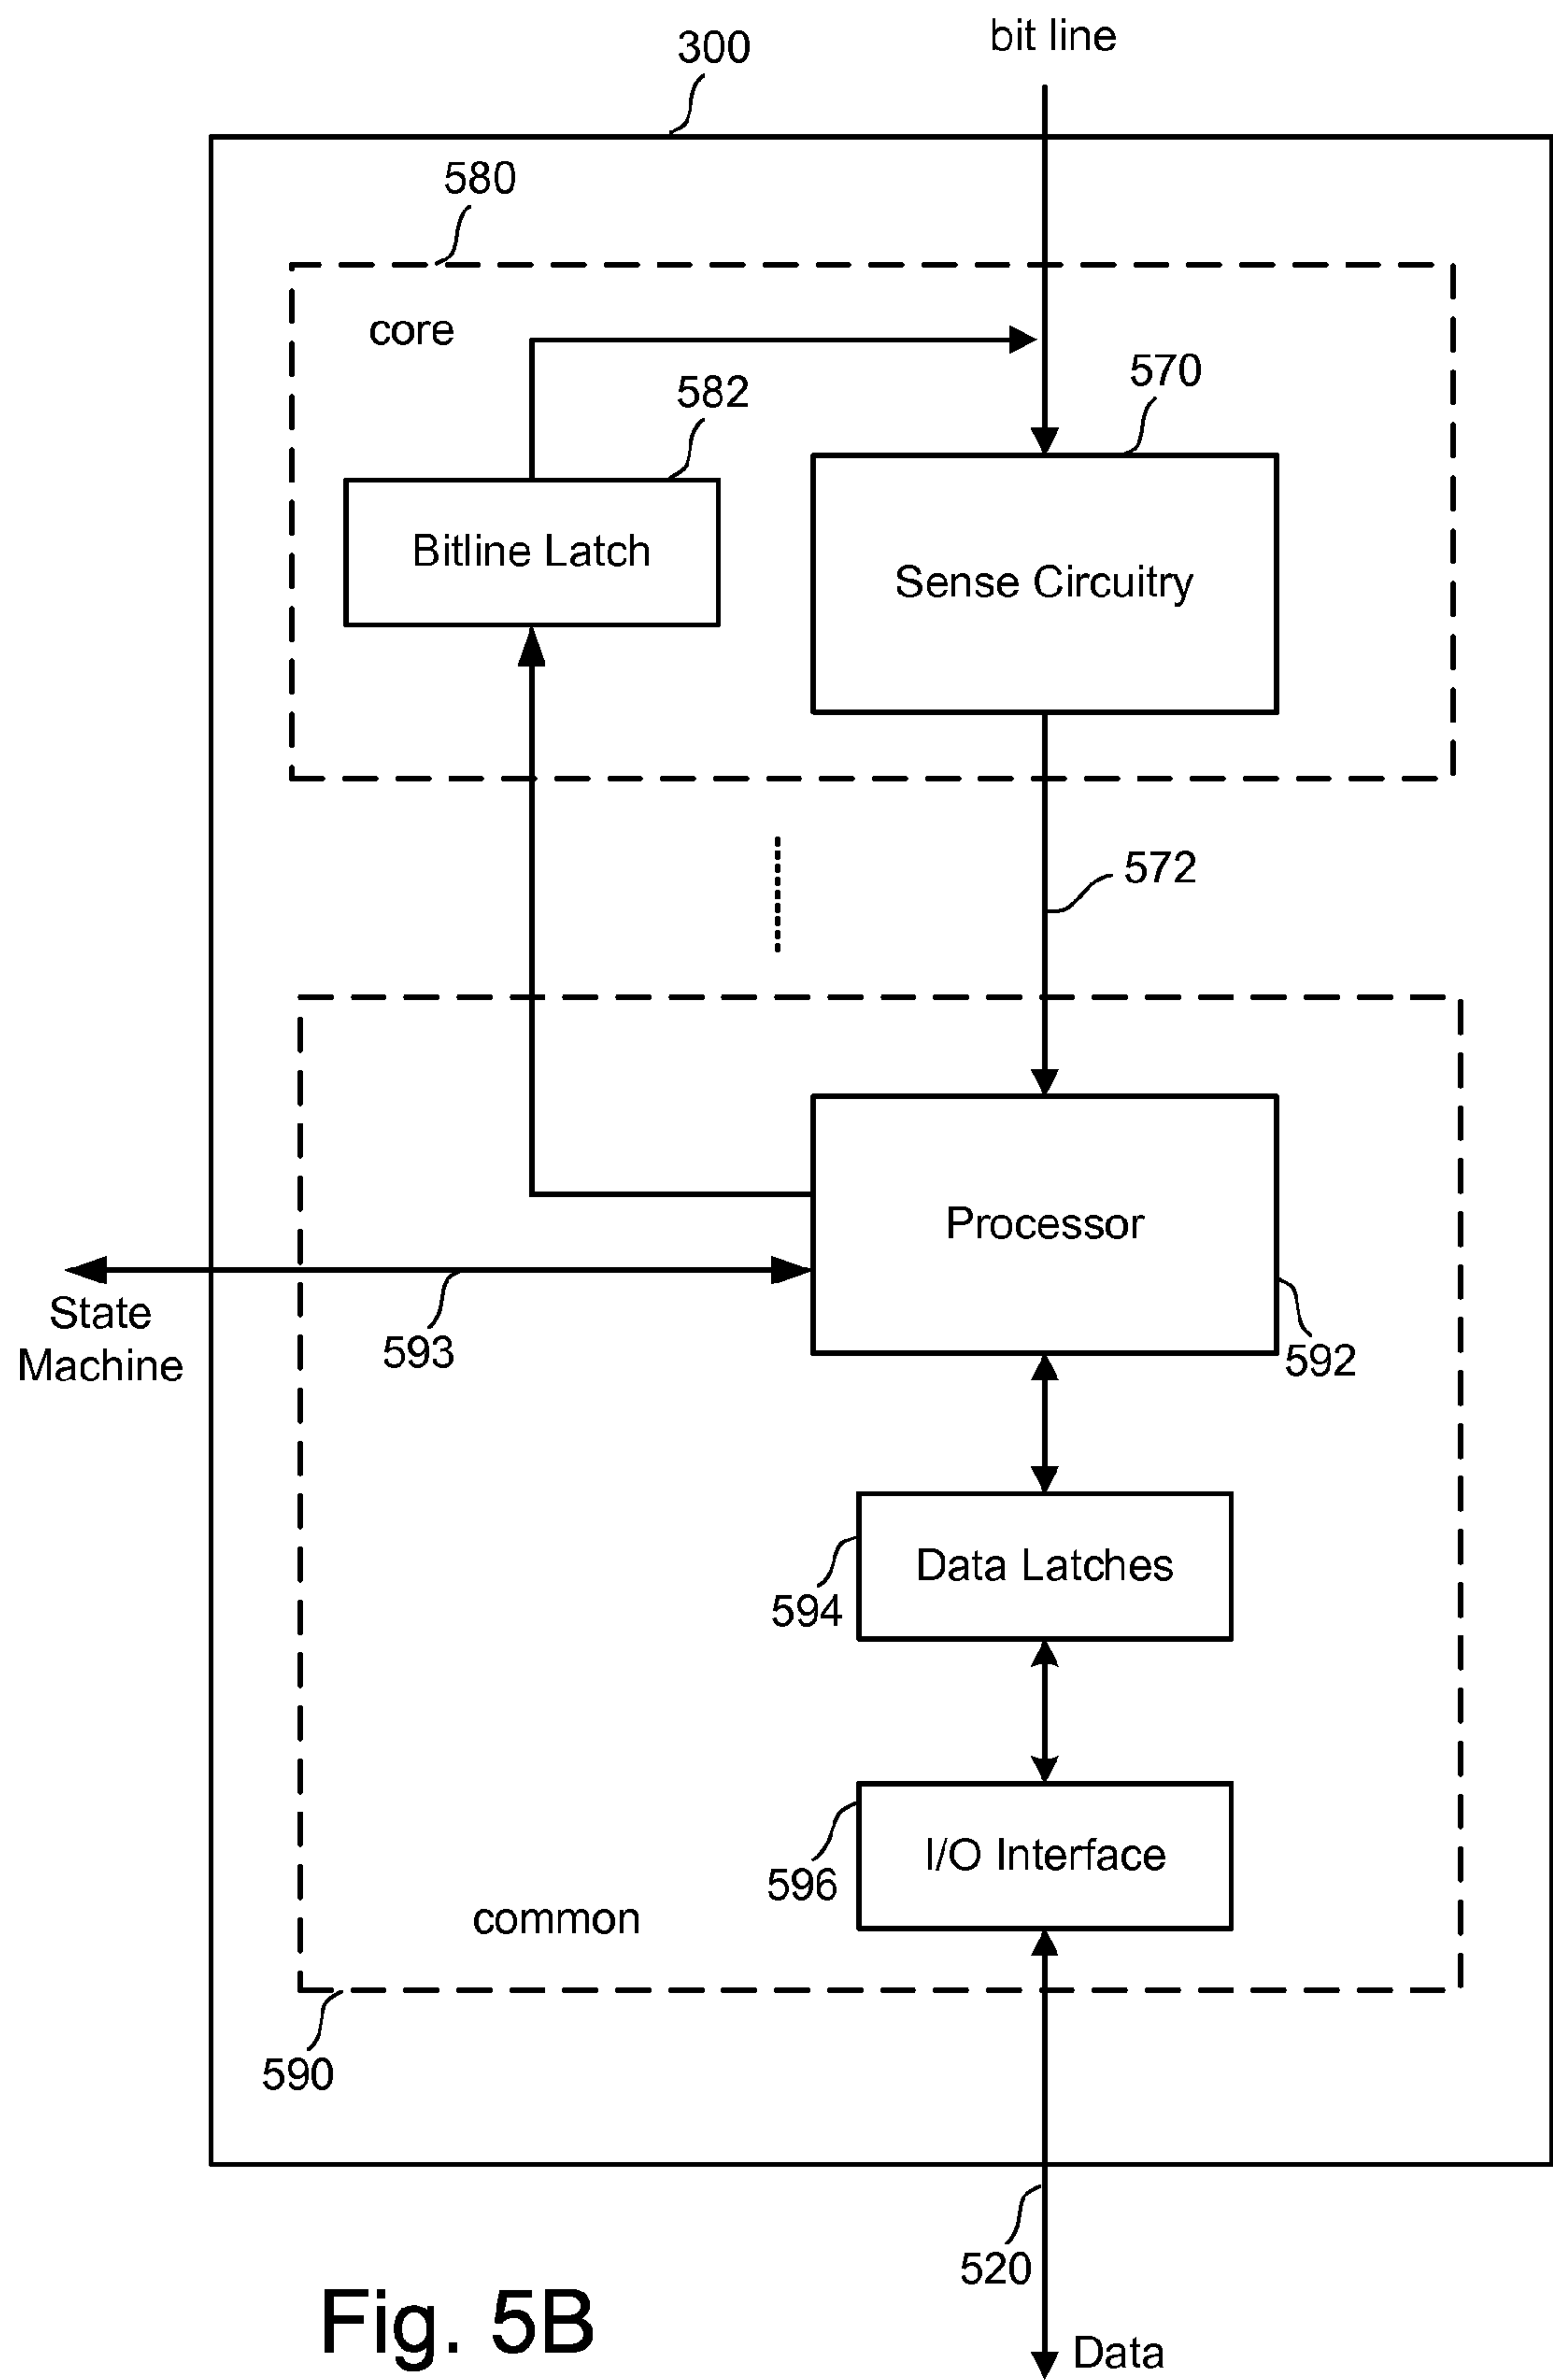 bit line
300
580
core
570
582
Bitline Latch
Sense Circuitry
572
Processor
State
Machine
593
592
Data Latches
594
I/O Interface
596
common
590
520
Fig. 5B
Data